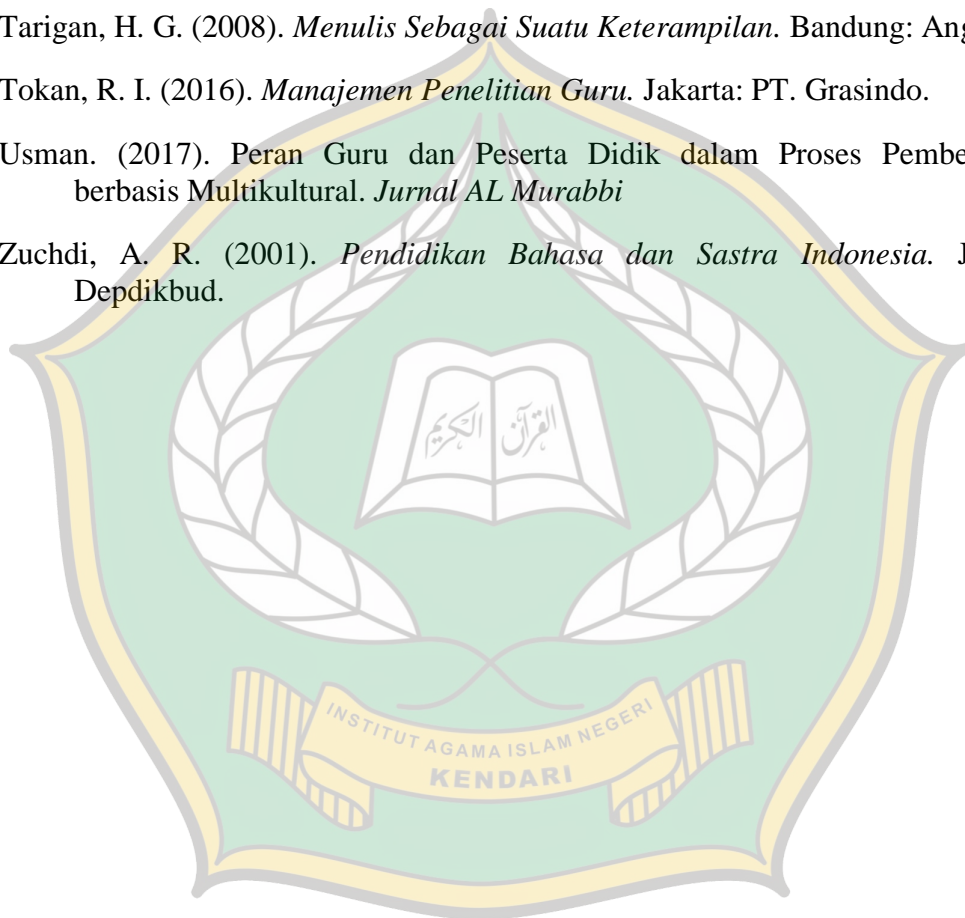 Tarigan, H. G. (2008). Menulis Sebagai Suatu Keterampilan. Bandung:
Tokan, R. I. (2016). Manajemen Penelitian Guru. Jakarta: PT. Grasindo.
Usman. (2017). Peran Guru dan Peserta Didik dalam Proses
berbasis Multikultural. Jurnal AL Murabbi
Zuchdi, A. R. (2001). Pendidikan Bahasa dan Sastra Indonesia.
Depdikbud.
القرآن الكريم
INSTITUT AGAMA ISLAM NEGERI
KENDARI